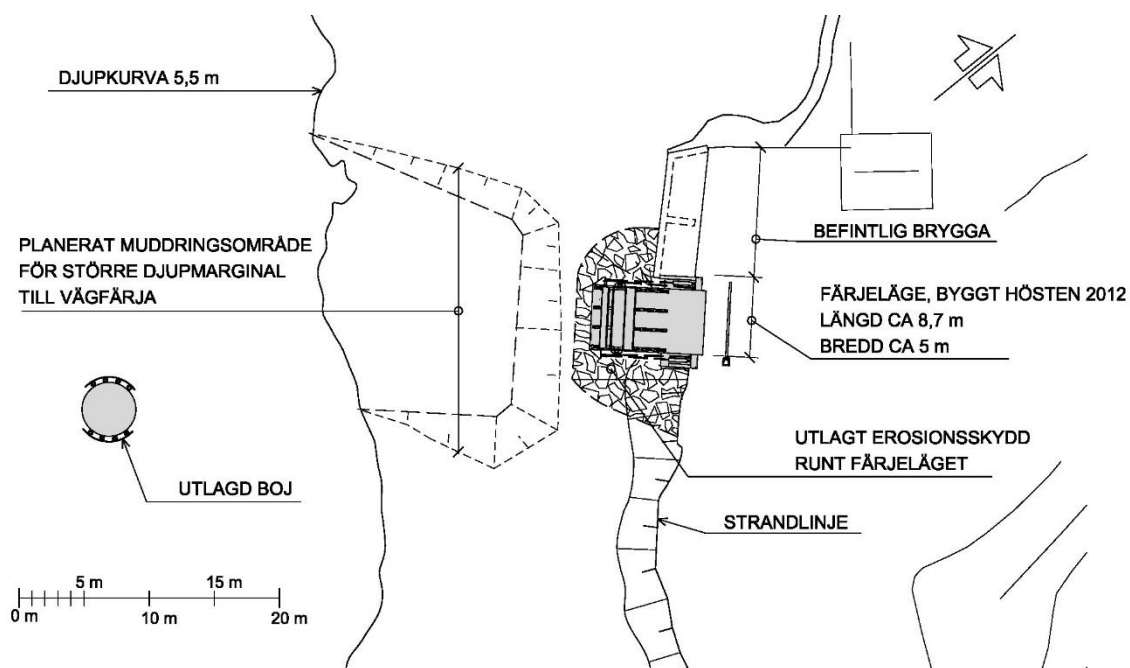 DJUPKURVA 5,5 m
PLANERAT MUDDRINGSOMRÅDE
FÖR STÖRRE DJUPMARGINAL
TILL VÄGFÄRJA
BEFINTLIG BRYGGA
FÄRJELÄGE, BYGGT HÖSTEN 2012
LÄNGD CA 8,7 m
BREDD CA 5 m
UTLAGT EROSIONSSKYDD
RUNT FÄRJELÄGET
UTLAGD BOJ
STRANDLINJE
5 m 15 m
0 m 10 m 20 m